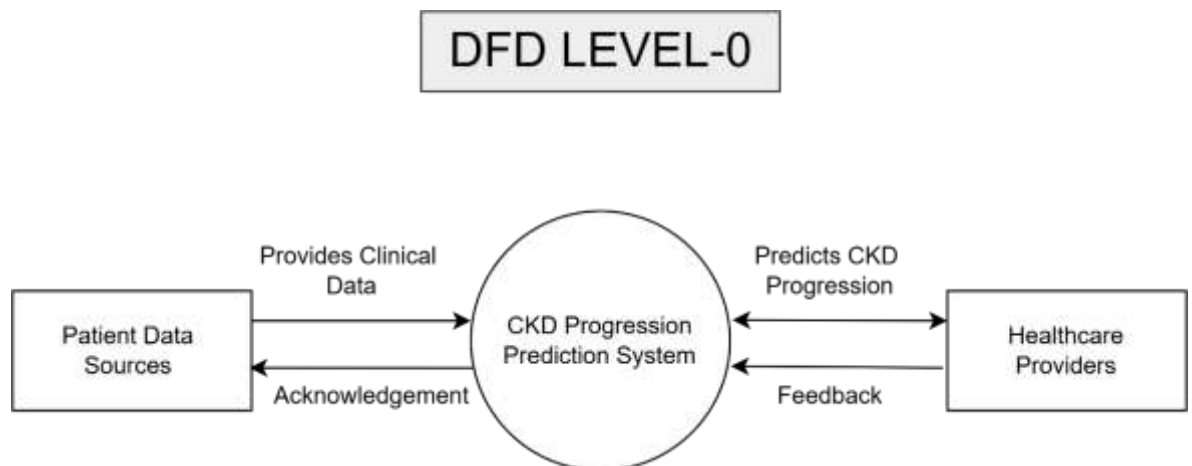 DFD LEVEL-0
Provides Clinical
Data
Predicts CKD
Progression
Patient Data
Sources
CKD Progression
Prediction System
Healthcare
Providers
Acknowledgement
Feedback